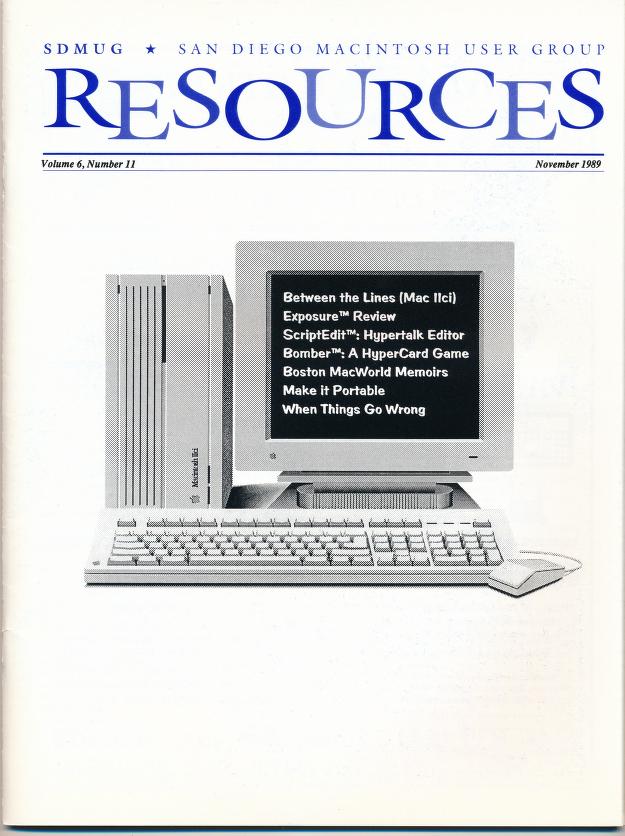 SDMUG ★ SAN DIEGO MACINTOSH USER GROUP
RESOURCES
Volume 6, Number 11
November 1989
Between the Lines (Mac IIci)
Exposure™ Review
ScriptEdit™: Hypertalk Editor
Bomber™: A HyperCard Game
Boston MacWorld Memoirs
Make it Portable
When Things Go Wrong
Macintosh IIci